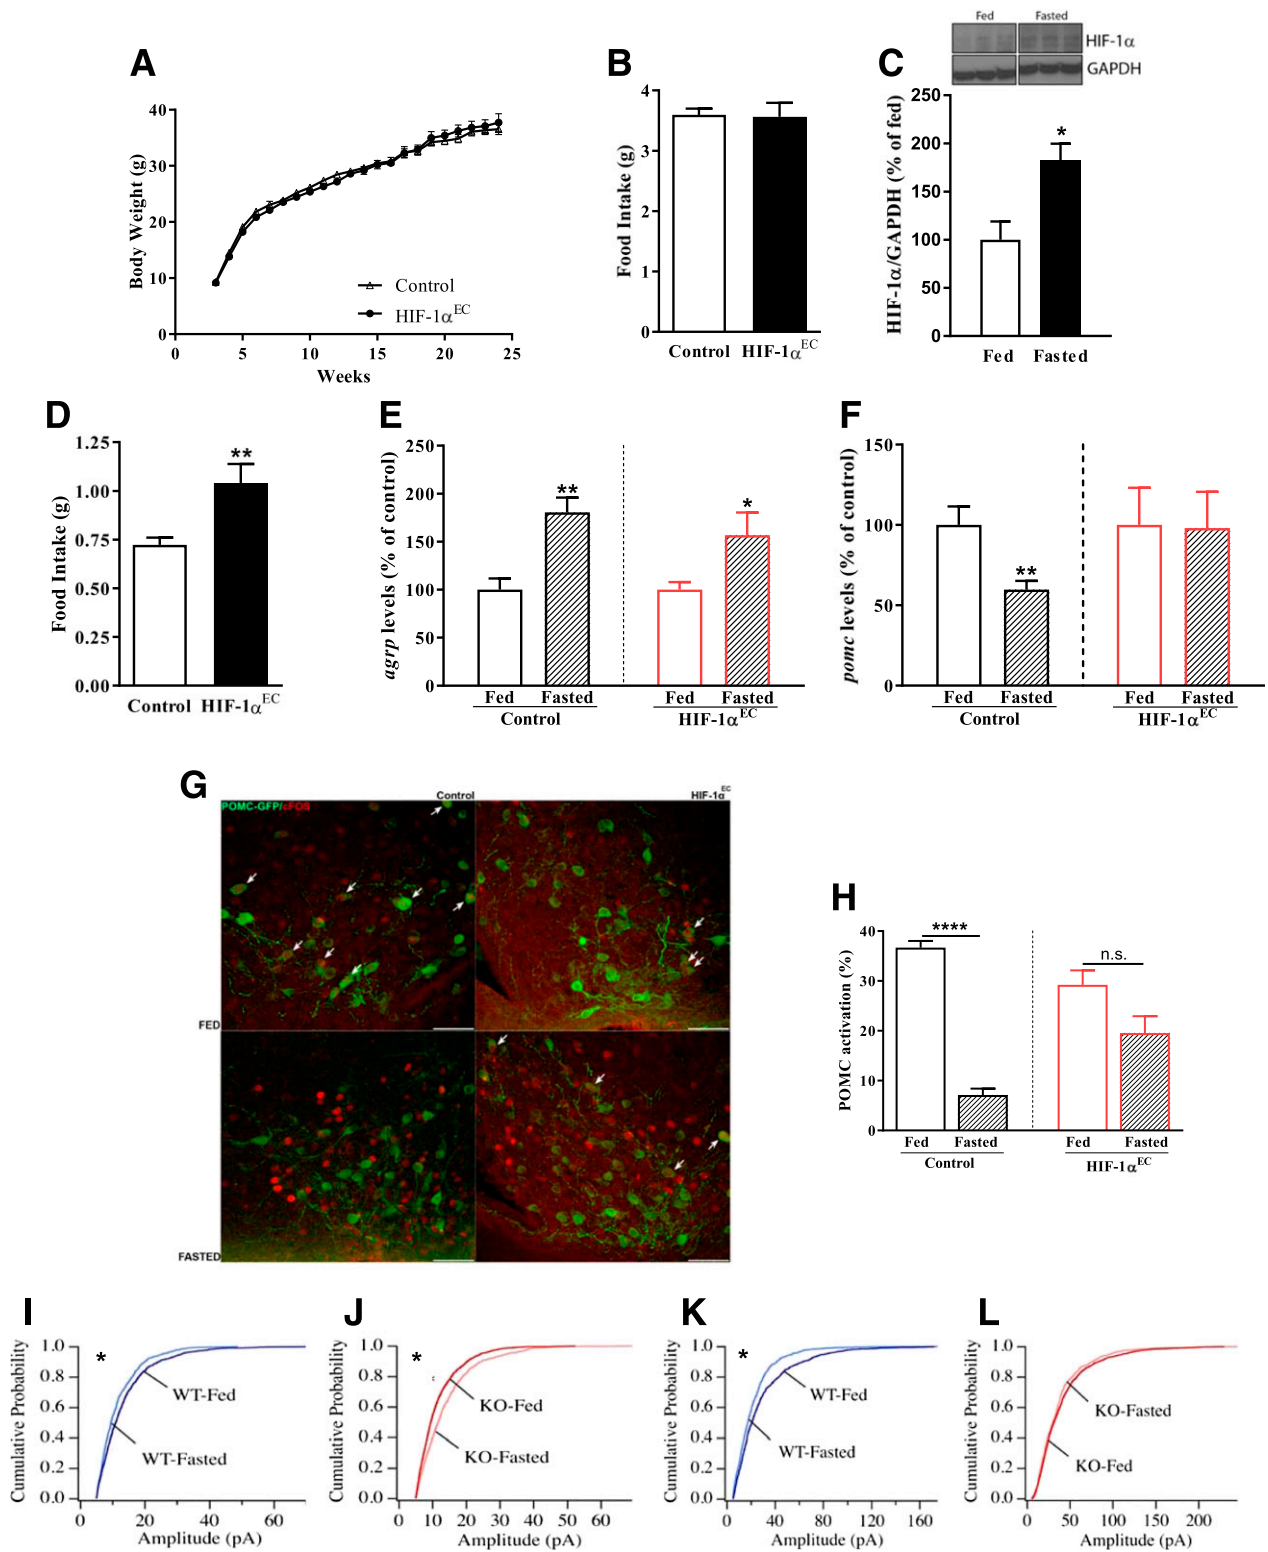 A
Body Weight (g)
40
30
20
10
0
0 5 10 15 20 25
Weeks
Control
HIF-1α^EC
B
Food Intake (g)
4
3
2
1
0
Control HIF-1α^EC
C
Fed Fasted
HIF-1α
GAPDH
HIF-1α/GAPDH (% of fed)
250
200
150
100
50
0
*
Fed Fasted
D
Food Intake (g)
1.25
1.00
0.75
0.50
0.25
0.00
**
Control HIF-1α^EC
E
agrp levels (% of control)
250
200
150
100
50
0
**
*
Fed Fasted Fed Fasted
Control HIF-1α^EC
F
pomc levels (% of control)
150
100
50
0
**
Fed Fasted Fed Fasted
Control HIF-1α^EC
G
Control HIF-1α^EC
POMC-GFP/cFOS
FED
FASTED
H
POMC activation (%)
40
30
20
10
0
****
n.s.
Fed Fasted Fed Fasted
Control HIF-1α^EC
I
Cumulative Probability
1.0
0.8
0.6
0.4
0.2
0.0
*
WT-Fed
WT-Fasted
0 20 40 60
Amplitude (pA)
J
Cumulative Probability
1.0
0.8
0.6
0.4
0.2
0.0
*
KO-Fed
KO-Fasted
0 10 20 30 40 50 60
Amplitude (pA)
K
Cumulative Probability
1.0
0.8
0.6
0.4
0.2
0.0
*
WT-Fed
WT-Fasted
0 40 80 120 160
Amplitude (pA)
L
Cumulative Probability
1.0
0.8
0.6
0.4
0.2
0.0
KO-Fasted
KO-Fed
0 50 100 150 200
Amplitude (pA)